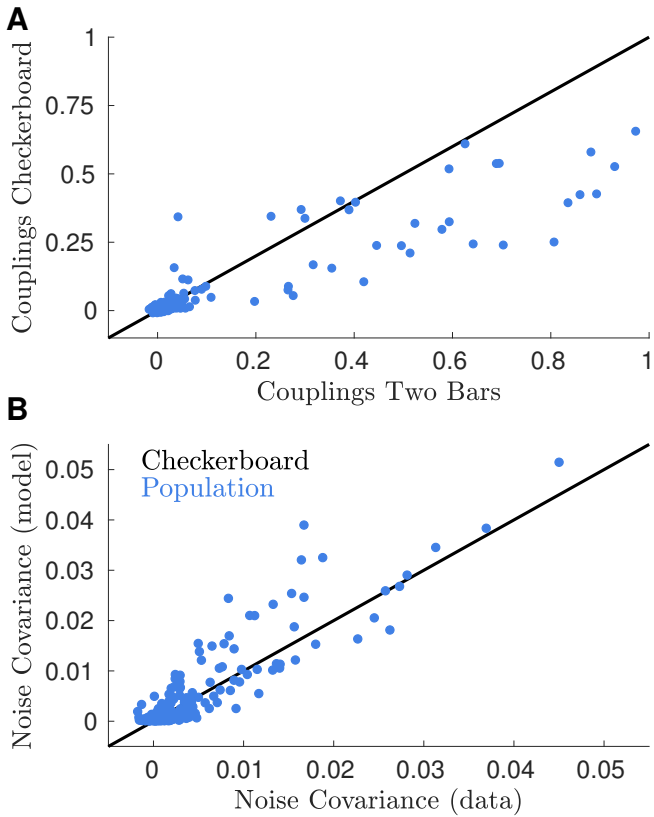 A
Couplings Checkerboard
1
0.75
0.5
0.25
0
0 0.2 0.4 0.6 0.8 1
Couplings Two Bars
B
Noise Covariance (model)
Checkerboard
Population
0.05
0.04
0.03
0.02
0.01
0
0 0.01 0.02 0.03 0.04 0.05
Noise Covariance (data)